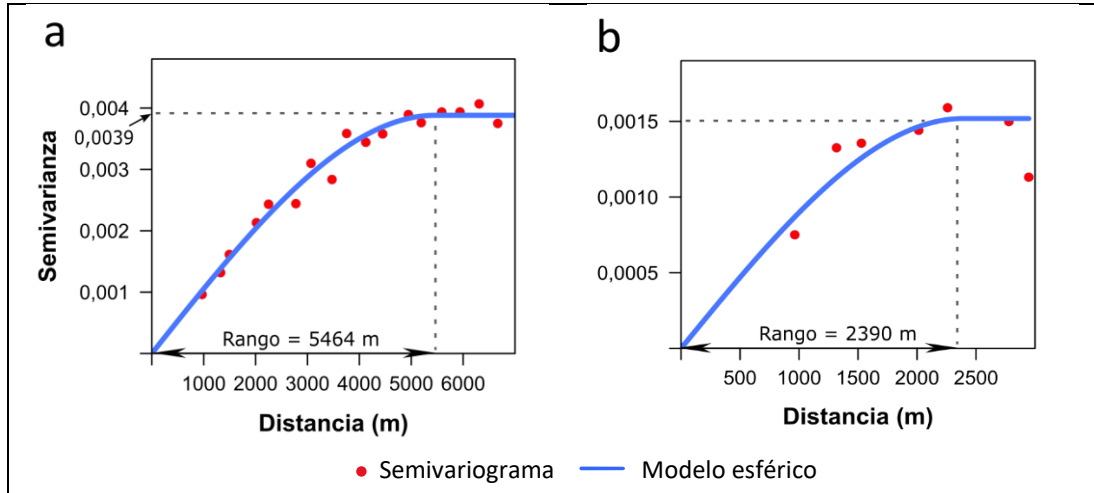 a
Semivarianza
0,004
0,0039
0,003
0,002
0,001
Rango = 5464 m
1000 2000 3000 4000 5000 6000
Distancia (m)
b
0,0015
0,0010
0,0005
Rango = 2390 m
500 1000 1500 2000 2500
Distancia (m)
Semivariograma Modelo esférico